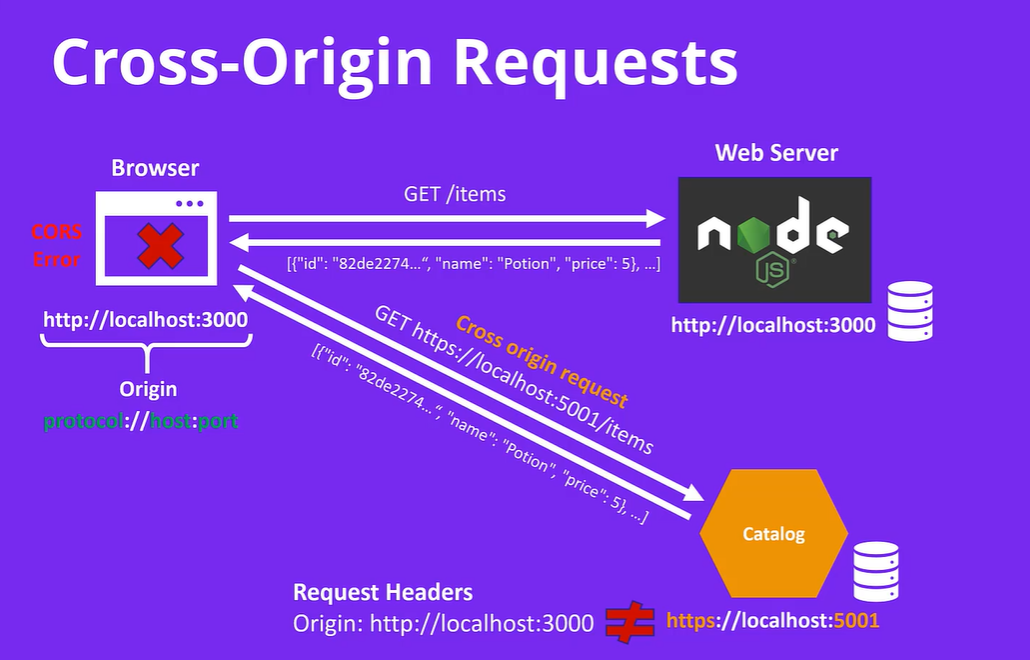 Cross-Origin Requests
Browser
Web Server
CORS
Error
GET /items
[{"id": "82de2274…“, "name": "Potion", "price": 5}, …]
node
JS
http://localhost:3000
http://localhost:3000
Origin
protocol://host:port
Cross origin request
GET https://localhost:5001/items
[{"id": "82de2274…“, "name": "Potion", "price": 5}, …]
Catalog
Request Headers
Origin: http://localhost:3000
https://localhost:5001